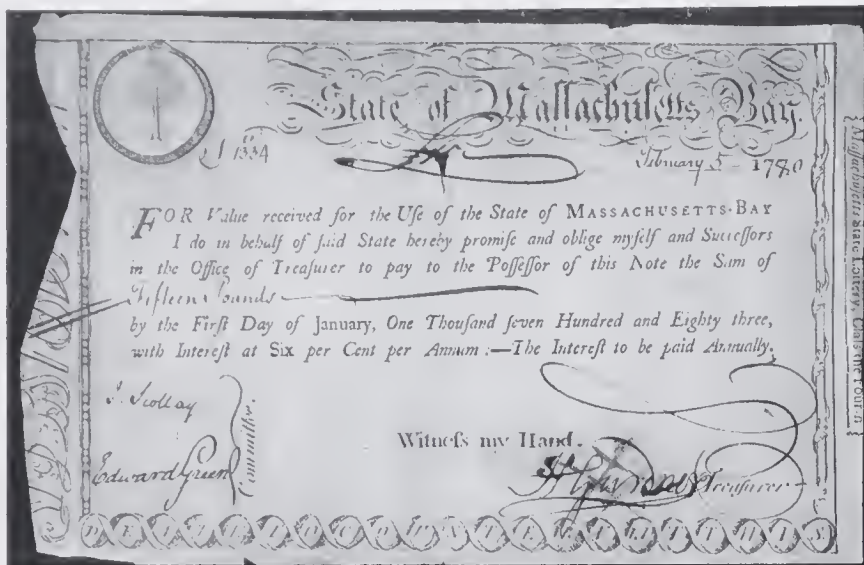 State of Massachusetts Bay.
N 1334
February 5 1780
FOR Value received for the Uſe of the State of MASSACHUSETTS-BAY
I do in behalf of ſaid State hereby promiſe and oblige myſelf and Succeſſors
in the Office of Treaſurer to pay to the Poſſeſſor of this Note the Sum of
Fifteen Pounds
by the Firſt Day of January, One Thouſand ſeven Hundred and Eighty three,
with Intereſt at Six per Cent per Annum :—The Intereſt to be paid Annually.
J. Scollay
Edward Green
Committee.
Witneſs my Hand.
Treaſurer
Maſſachuſetts State Lottery, Claſs the Fourth